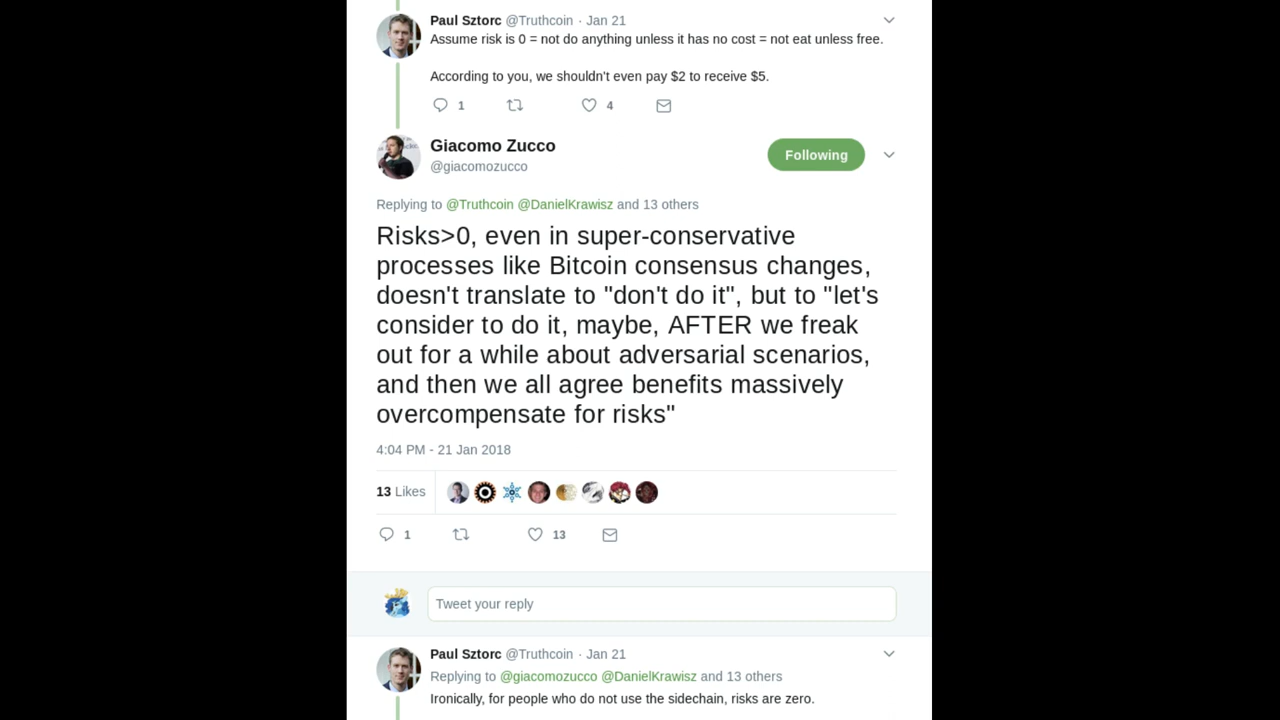 Paul Sztorc @Truthcoin · Jan 21
Assume risk is 0 = not do anything unless it has no cost = not eat unless free.
According to you, we shouldn't even pay $2 to receive $5.
1 4
Giacomo Zucco
@giacomozucco
Following
Replying to @Truthcoin @DanielKrawisz and 13 others
Risks>0, even in super-conservative
processes like Bitcoin consensus changes,
doesn't translate to "don't do it", but to "let's
consider to do it, maybe, AFTER we freak
out for a while about adversarial scenarios,
and then we all agree benefits massively
overcompensate for risks"
4:04 PM - 21 Jan 2018
13 Likes
1 13
Tweet your reply
Paul Sztorc @Truthcoin · Jan 21
Replying to @giacomozucco @DanielKrawisz and 13 others
Ironically, for people who do not use the sidechain, risks are zero.